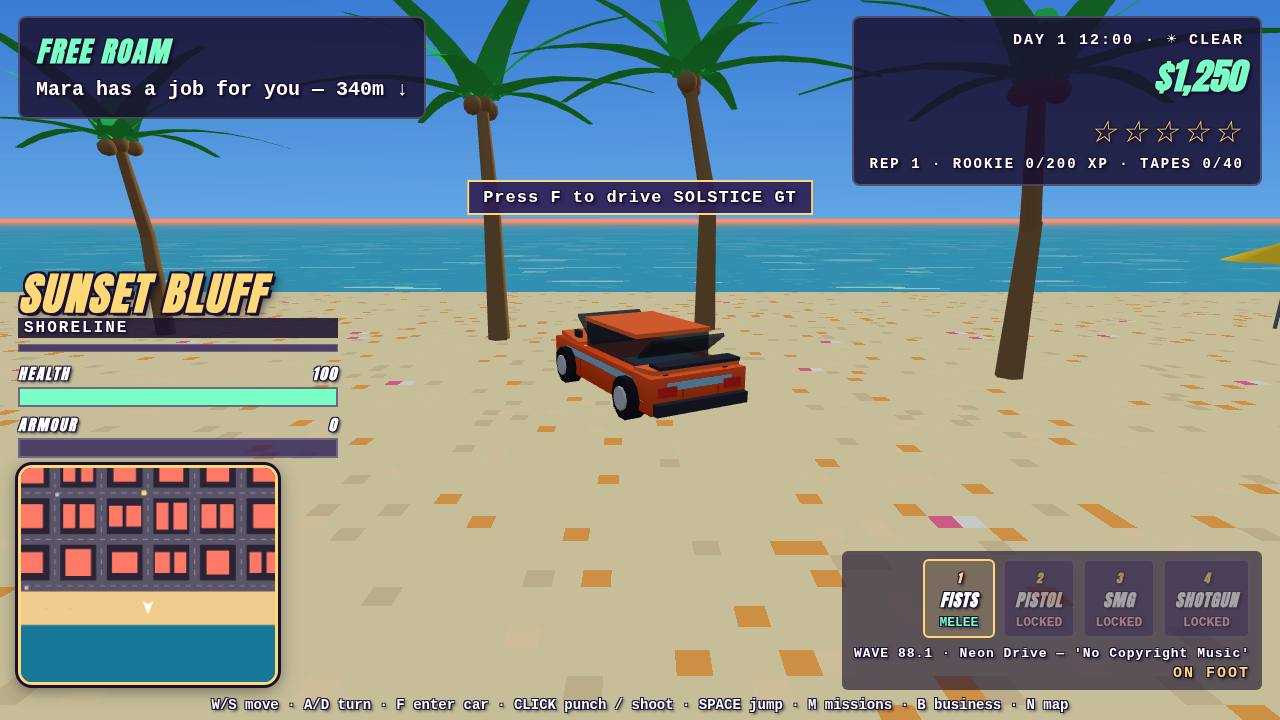 FREE ROAM
Mara has a job for you — 340m ↓
DAY 1 12:00 · ☀ CLEAR
$1,250
☆☆☆☆☆
REP 1 · ROOKIE 0/200 XP · TAPES 0/40
Press F to drive SOLSTICE GT
SUNSET BLUFF
SHORELINE
HEALTH 100
ARMOUR 0
1 2 3 4
FISTS PISTOL SMG SHOTGUN
MELEE LOCKED LOCKED LOCKED
WAVE 88.1 · Neon Drive — 'No Copyright Music'
ON FOOT
W/S move · A/D turn · F enter car · CLICK punch / shoot · SPACE jump · M missions · B business · N map